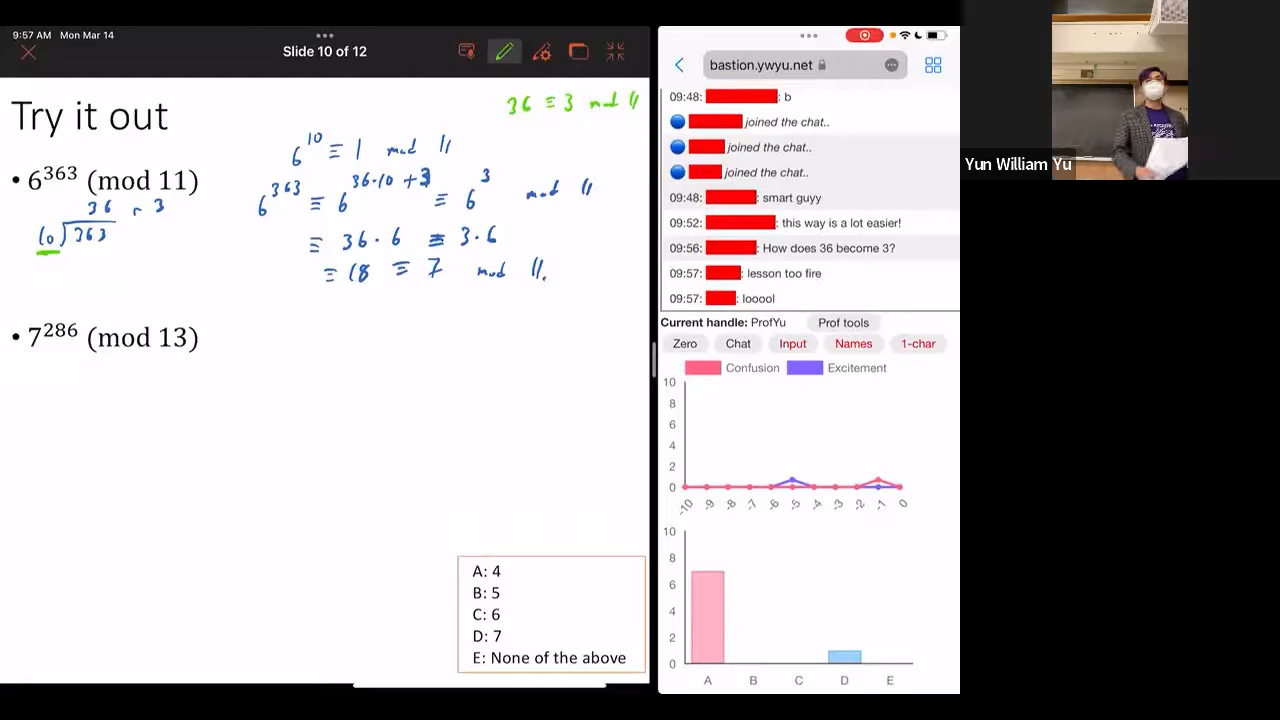 9:57 AM Mon Mar 14
Slide 10 of 12
Try it out
36 ≡ 3 mod 11
• 6^363 (mod 11)
36 r 3
10)363
6^10 ≡ 1 mod 11
6^363 ≡ 6^(36·10 + 3) ≡ 6^3 mod 11
≡ 36 · 6 ≡ 3 · 6
≡ 18 ≡ 7 mod 11.
• 7^286 (mod 13)
A: 4
B: 5
C: 6
D: 7
E: None of the above
bastion.ywyu.net
09:48: : b
joined the chat..
joined the chat..
joined the chat..
09:48: : smart guyy
09:52: : this way is a lot easier!
09:56: : How does 36 become 3?
09:57: : lesson too fire
09:57: : looool
Current handle: ProfYu Prof tools
Zero Chat Input Names 1-char
Confusion Excitement
10
8
6
4
2
0
-10 -9 -8 -7 -6 -5 -4 -3 -2 -1 0
10
8
6
4
2
0
A B C D E
Yun William Yu